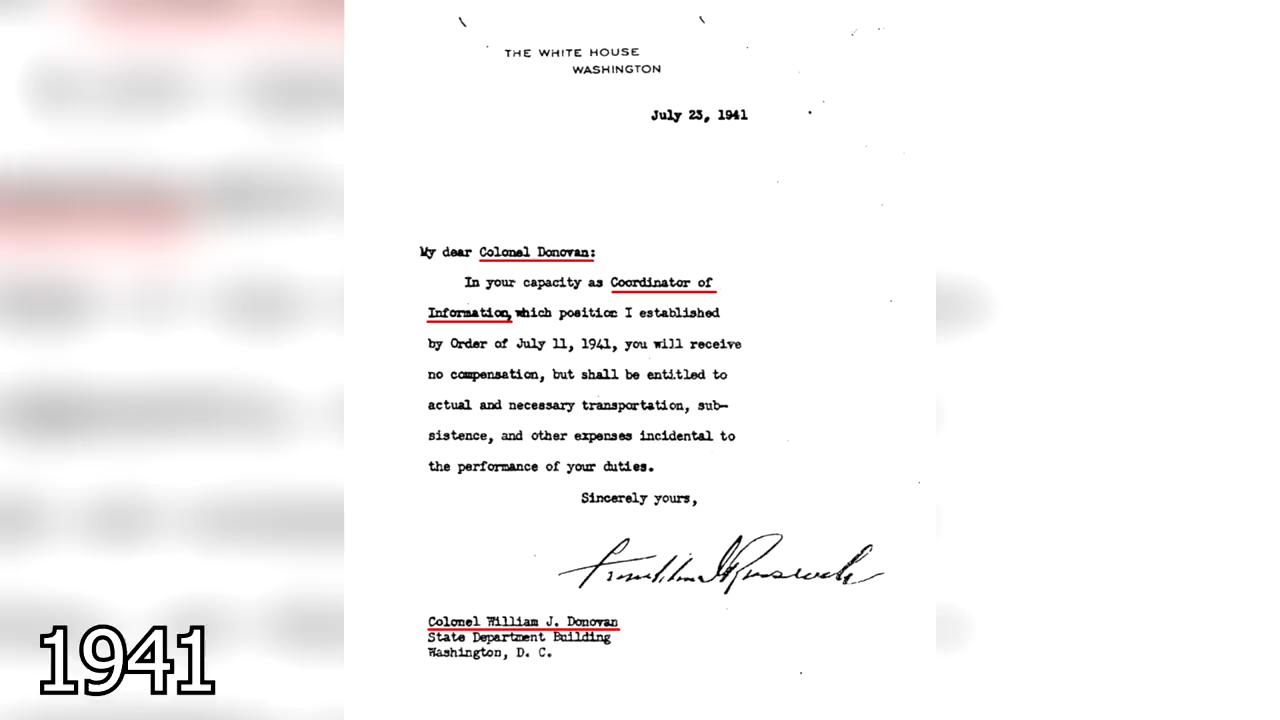 THE WHITE HOUSE
WASHINGTON
July 23, 1941
My dear Colonel Donovan:
In your capacity as Coordinator of
Information, which position I established
by Order of July 11, 1941, you will receive
no compensation, but shall be entitled to
actual and necessary transportation, sub-
sistence, and other expenses incidental to
the performance of your duties.
Sincerely yours,
Franklin D Roosevelt
Colonel William J. Donovan
State Department Building
Washington, D. C.
1941